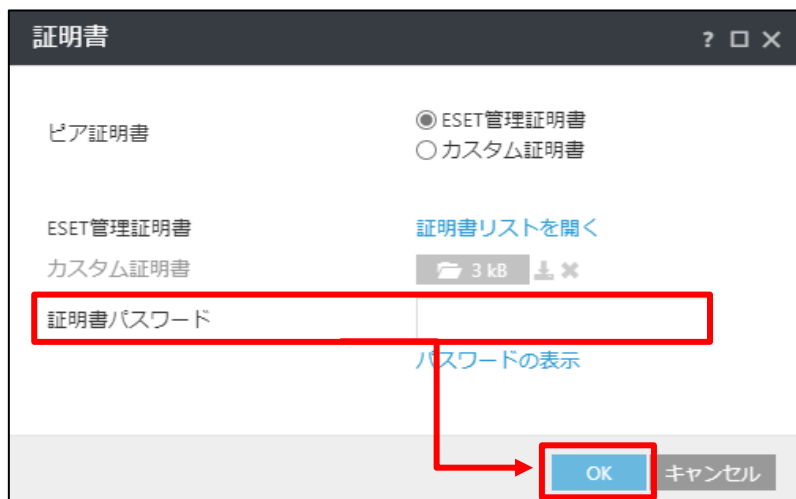 証明書
?
ピア証明書
ESET管理証明書
カスタム証明書
ESET管理証明書
証明書リストを開く
カスタム証明書
3 kB
証明書パスワード
パスワードの表示
OK
キャンセル